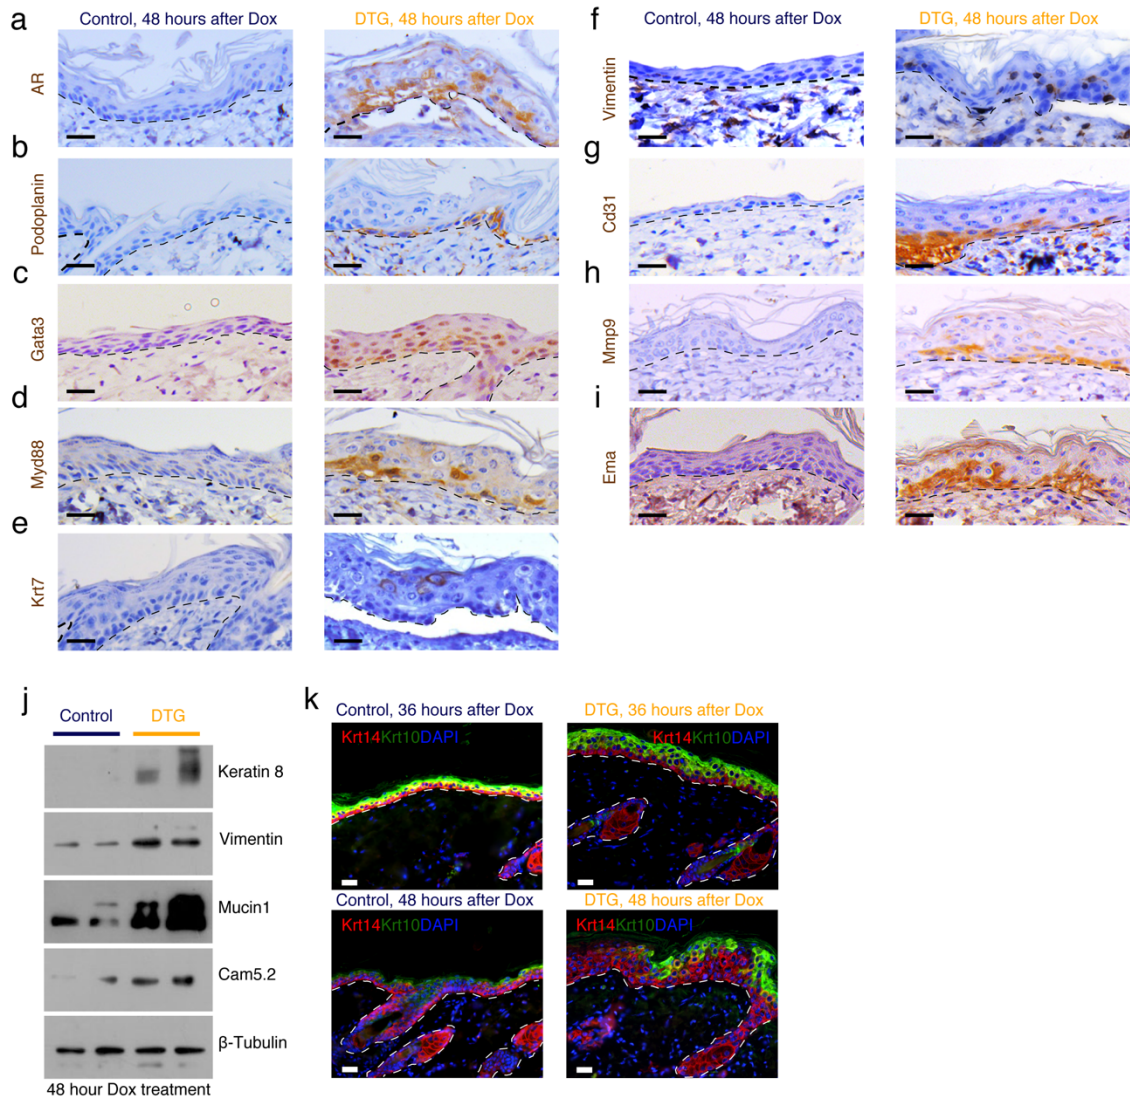 a
Control, 48 hours after Dox
DTG, 48 hours after Dox
AR
b
Podoplanin
c
Gata3
d
Myd88
e
Krt7
f
Control, 48 hours after Dox
DTG, 48 hours after Dox
Vimentin
g
Cd31
h
Mmp9
i
Ema
j
Control
DTG
Keratin 8
Vimentin
Mucin1
Cam5.2
β-Tubulin
48 hour Dox treatment
k
Control, 36 hours after Dox
DTG, 36 hours after Dox
Krt14Krt10DAPI
Krt14Krt10DAPI
Control, 48 hours after Dox
DTG, 48 hours after Dox
Krt14Krt10DAPI
Krt14Krt10DAPI